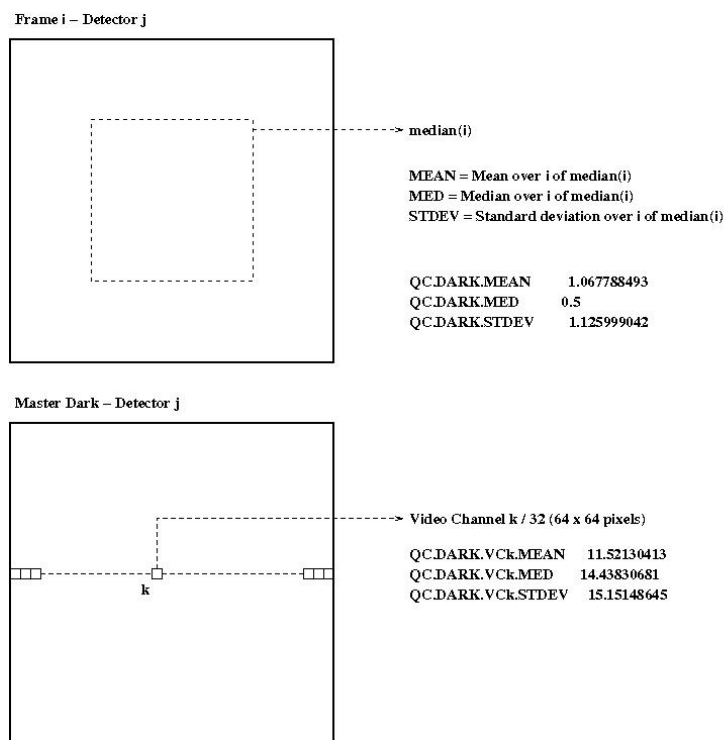 Frame i – Detector j
median(i)
MEAN = Mean over i of median(i)
MED = Median over i of median(i)
STDEV = Standard deviation over i of median(i)
QC.DARK.MEAN 1.067788493
QC.DARK.MED 0.5
QC.DARK.STDEV 1.125999042
Master Dark – Detector j
Video Channel k / 32 (64 x 64 pixels)
QC.DARK.VCk.MEAN 11.52130413
QC.DARK.VCk.MED 14.43830681
QC.DARK.VCk.STDEV 15.15148645
k